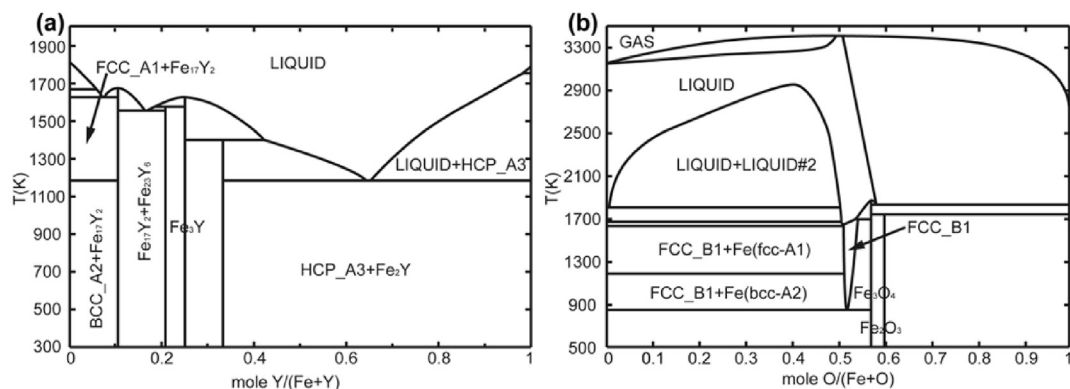 (a)
1900
1700
1500
1300
1100
900
700
500
300
T(K)
FCC_A1+Fe17Y2
LIQUID
LIQUID+HCP_A3
BCC_A2+Fe17Y2
Fe17Y2+Fe23Y6
Fe3Y
HCP_A3+Fe2Y
0 0.2 0.4 0.6 0.8 1
mole Y/(Fe+Y)
(b)
3300
2900
2500
2100
1700
1300
900
500
T(K)
GAS
LIQUID
LIQUID+LIQUID#2
FCC_B1
FCC_B1+Fe(fcc-A1)
FCC_B1+Fe(bcc-A2)
Fe3O4
Fe2O3
0 0.1 0.2 0.3 0.4 0.5 0.6 0.7 0.8 0.9 1
mole O/(Fe+O)